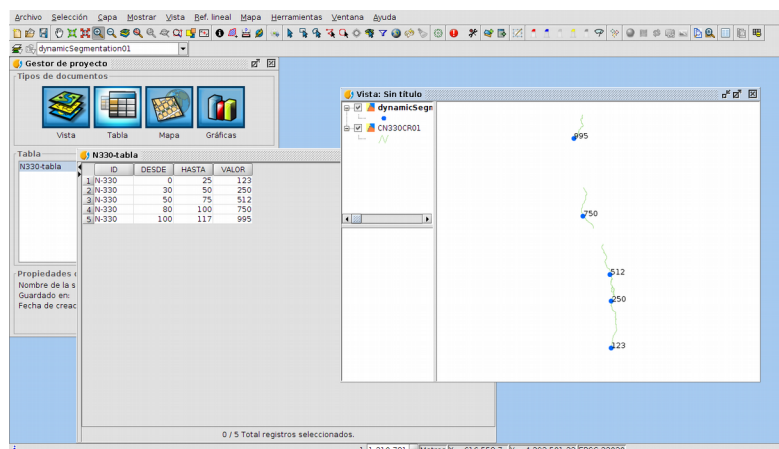 Archivo Selección Capa Mostrar Vista Ref. lineal Mapa Herramientas Ventana Ayuda
dynamicSegmentation01
Gestor de proyecto
Tipos de documentos
Vista Tabla Mapa Gráficas
Tabla
N330-tabla
Propiedades
Nombre de la s
Guardado en:
Fecha de creac
N330-tabla
ID DESDE HASTA VALOR
1 N-330 0 25 123
2 N-330 30 50 250
3 N-330 50 75 512
4 N-330 80 100 750
5 N-330 100 117 995
0 / 5 Total registros seleccionados.
Vista: Sin título
dynamicSegn
CN330CR01
995
750
512
250
123